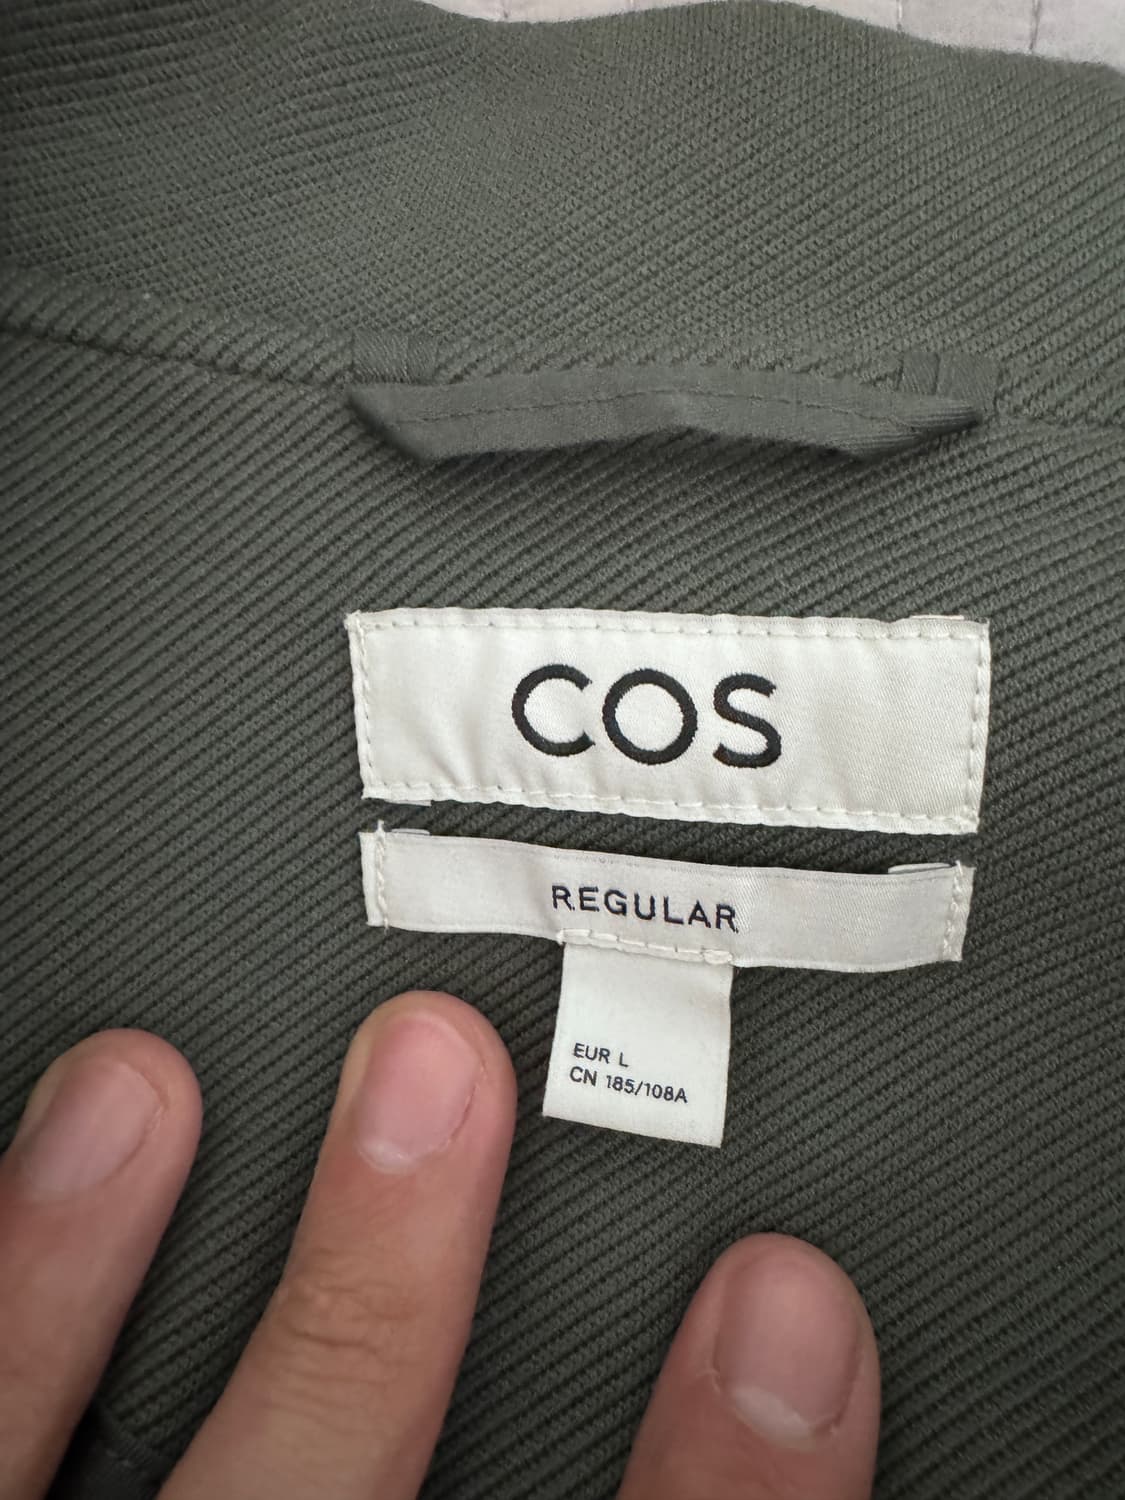 COS
REGULAR
EUR L
CN 185/108A